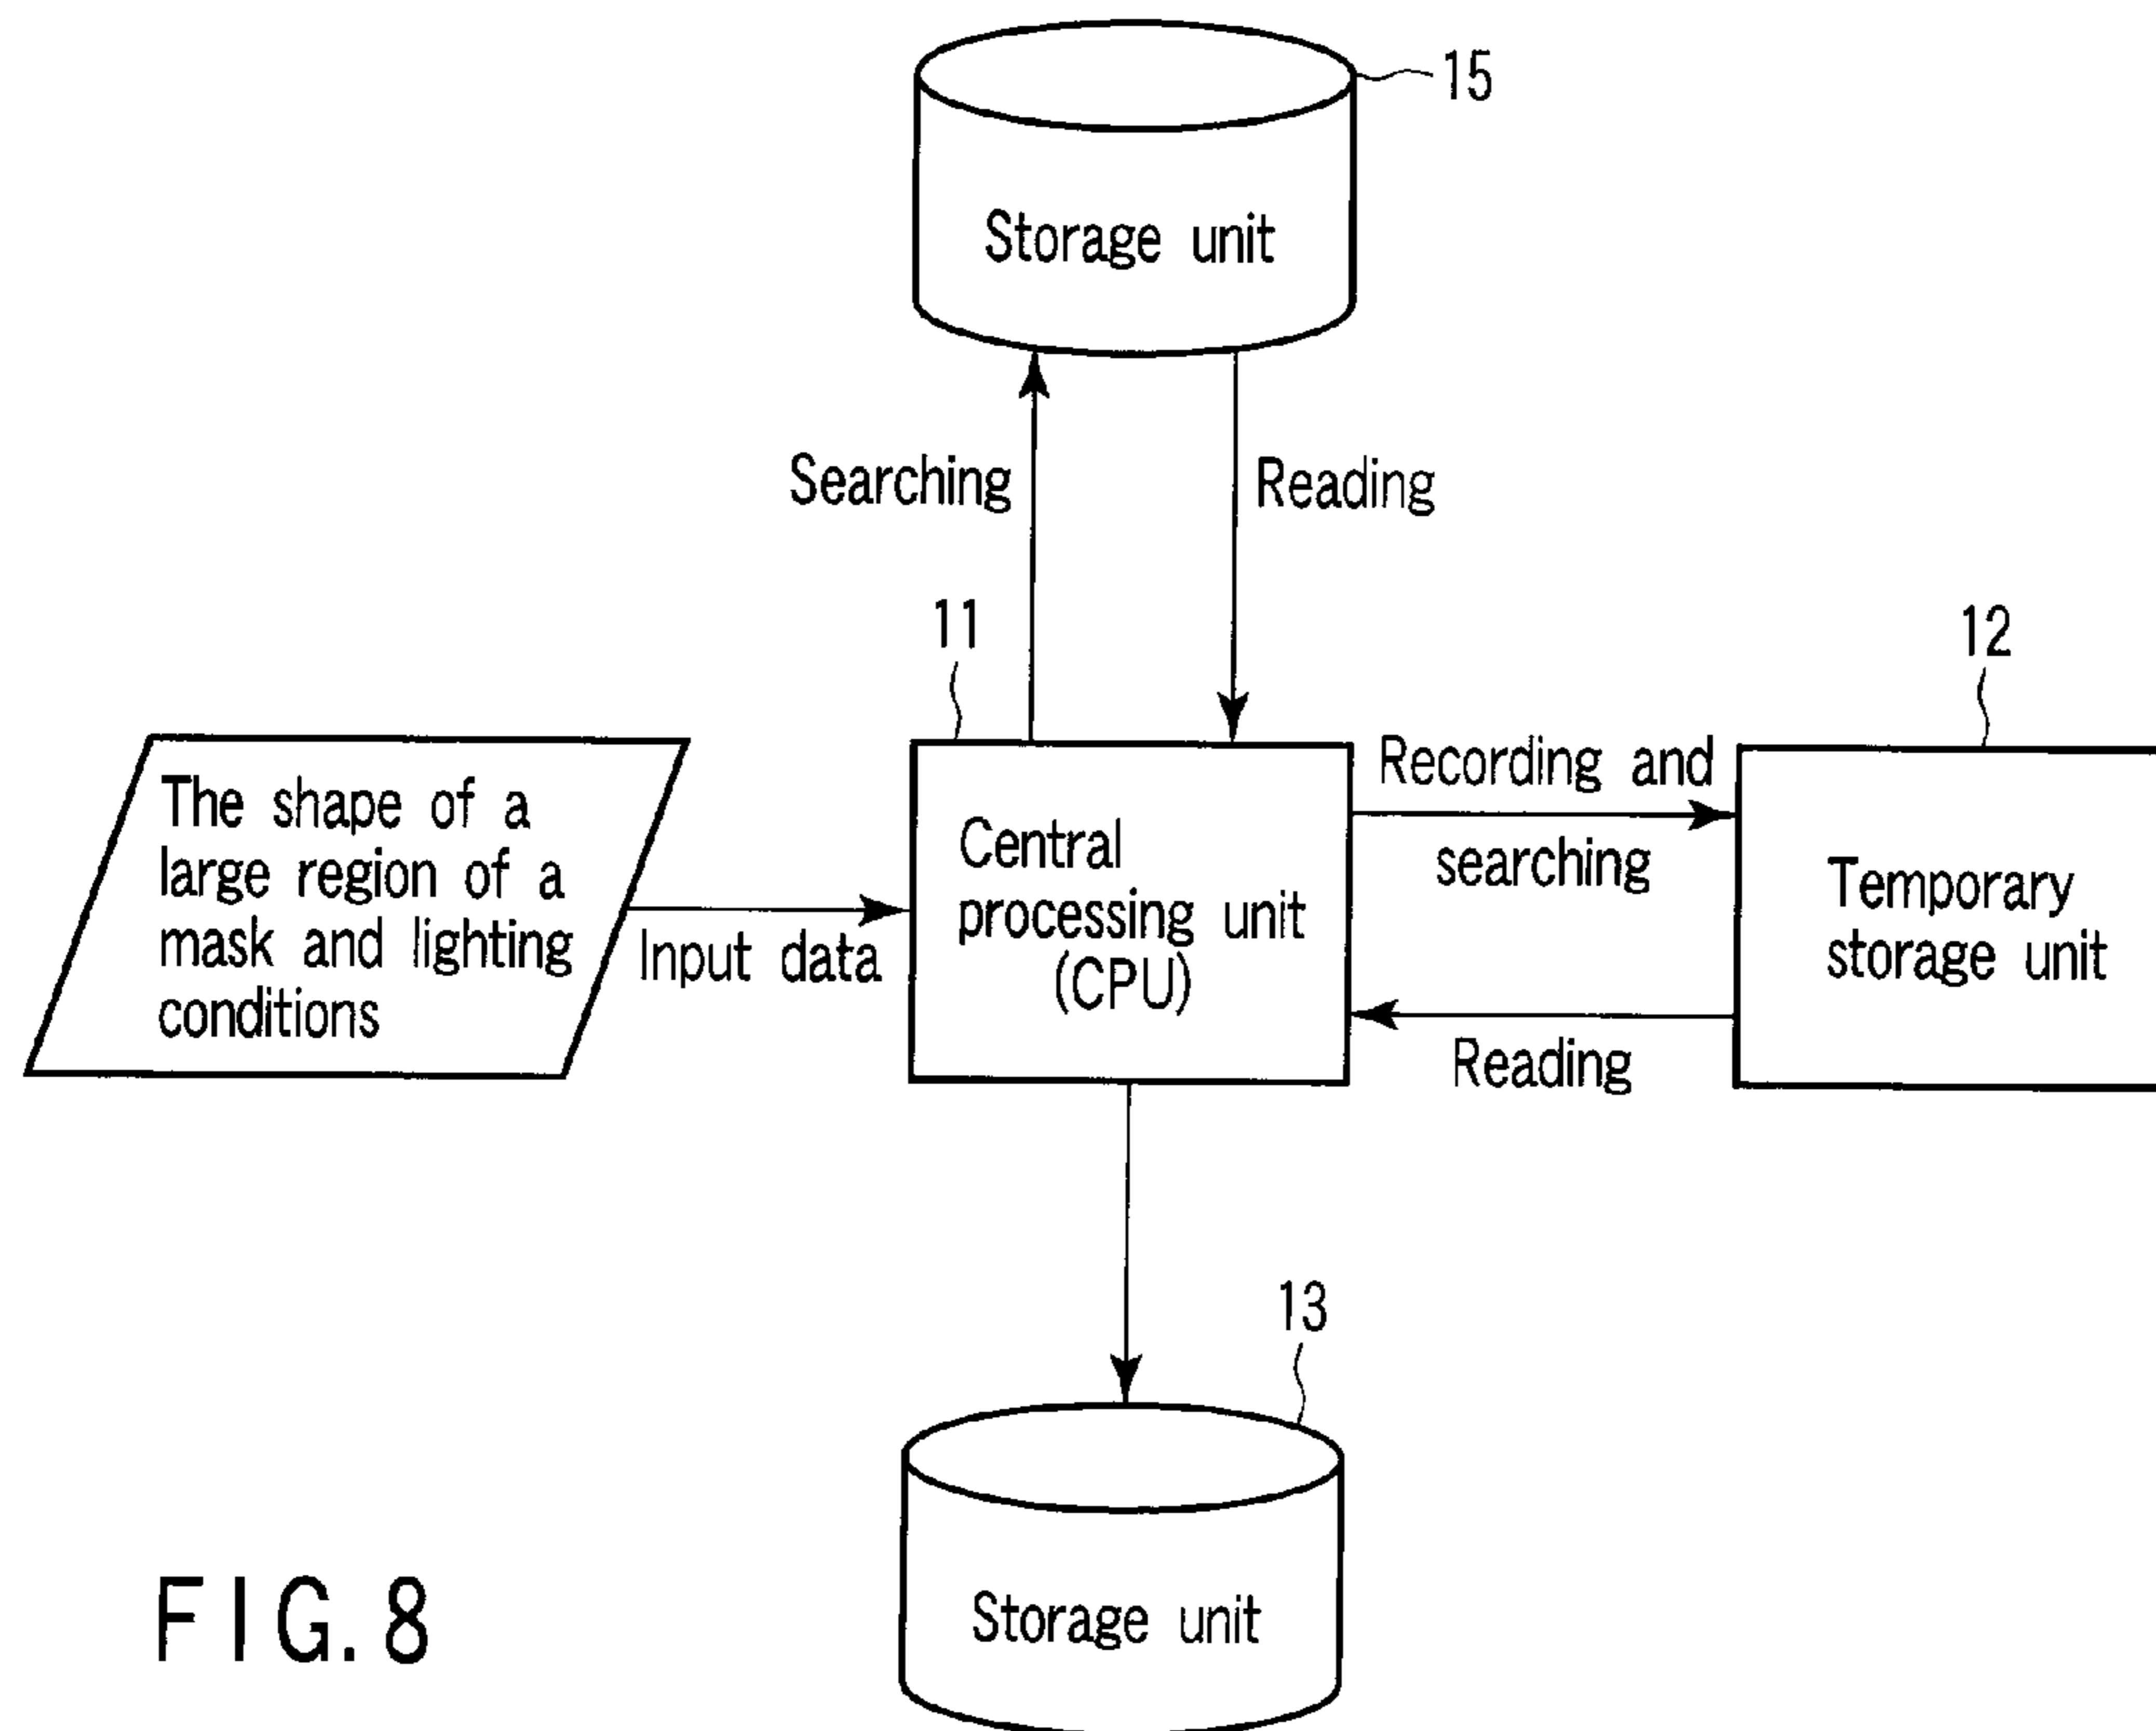 15
Storage unit
Searching
Reading
11
12
The shape of a
large region of a
mask and lighting
conditions
Input data
Central
processing unit
(CPU)
Recording and
searching
Reading
Temporary
storage unit
13
Storage unit
FIG. 8